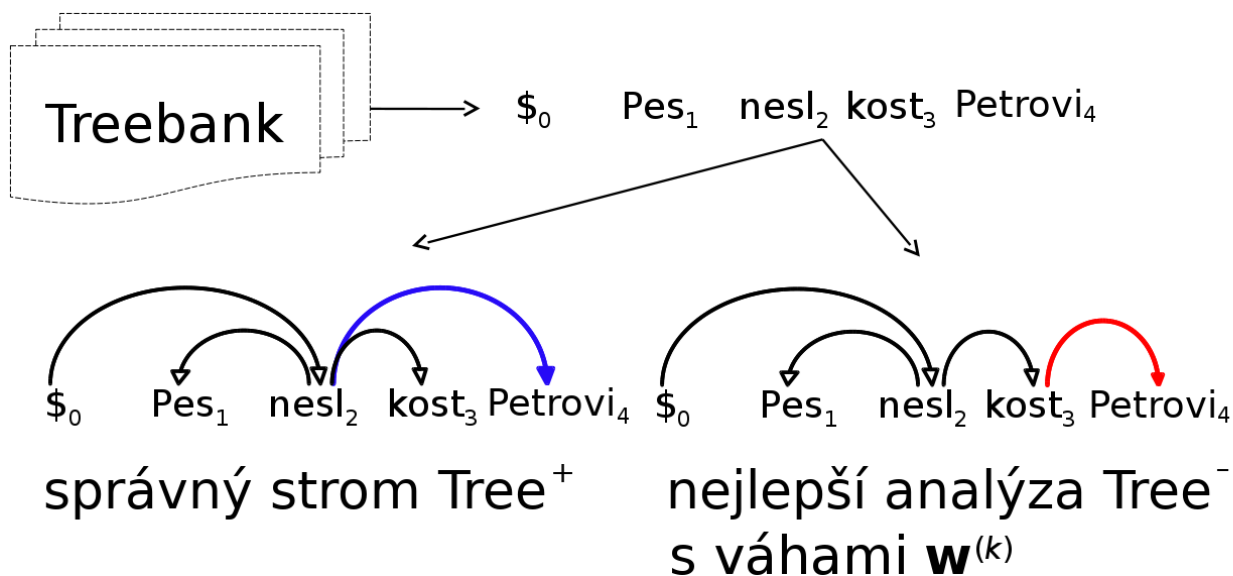 Treebank
$₀ Pes₁ nesl₂ kost₃ Petrovi₄
$₀ Pes₁ nesl₂ kost₃ Petrovi₄
správný strom Tree⁺
$₀ Pes₁ nesl₂ kost₃ Petrovi₄
nejlepší analýza Tree⁻
s váhami w⁽ᵏ⁾